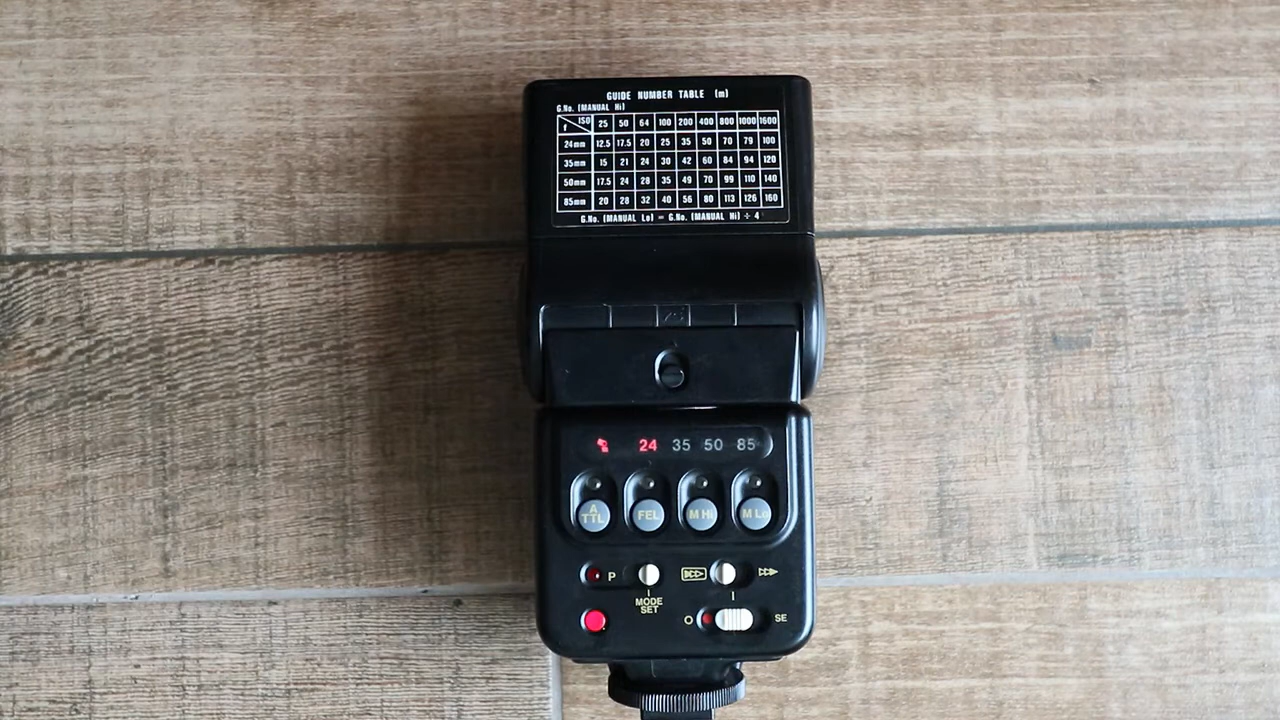 GUIDE NUMBER TABLE (m)
G.No. (MANUAL Hi)
ISO 25 50 64 100 200 400 800 1000 1600
f
24mm 12.5 17.5 20 25 35 50 70 79 100
35mm 15 21 24 30 42 60 84 94 120
50mm 17.5 24 28 35 49 70 99 110 140
85mm 20 28 32 40 56 80 113 126 160
G.No. (MANUAL Lo) = G.No. (MANUAL Hi) ÷ 4
24 35 50 85
A TTL FEL M Hi M Lo
P
I I
MODE
SET
O SE